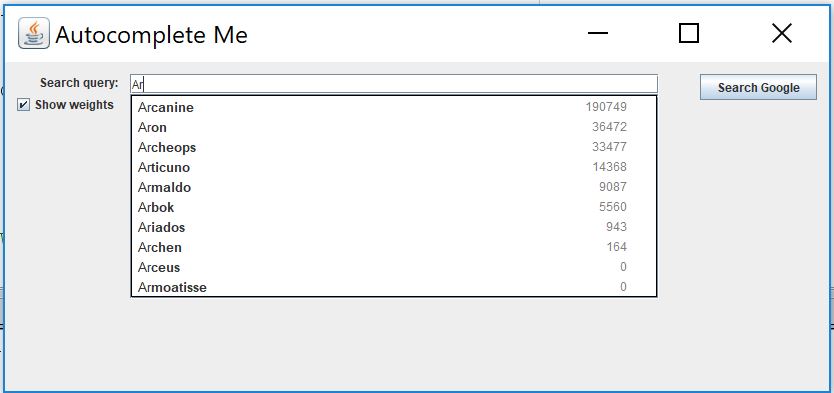 Autocomplete Me
Search query: Ar Search Google
Show weights
Arcanine 190749
Aron 36472
Archeops 33477
Articuno 14368
Armaldo 9087
Arbok 5560
Ariados 943
Archen 164
Arceus 0
Armoatisse 0